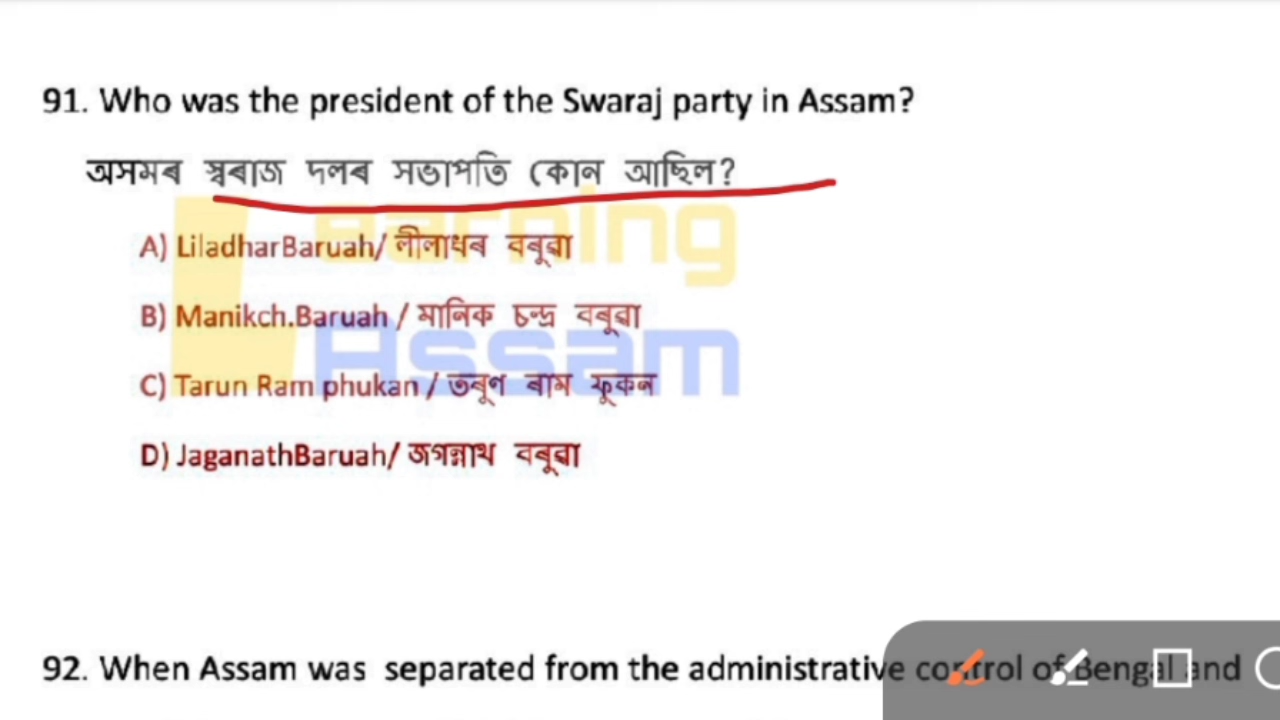 91. Who was the president of the Swaraj party in Assam?
অসমৰ স্বৰাজ দলৰ সভাপতি কোন আছিল?
A) LiladharBaruah/ লীলাধৰ বৰুৱা
B) Manikch.Baruah / মানিক চন্দ্ৰ বৰুৱা
C) Tarun Ram phukan / তৰুণ ৰাম ফুকন
D) JaganathBaruah/ জগন্নাথ বৰুৱা
Learning
Assam
92. When Assam was separated from the administrative control of Bengal and